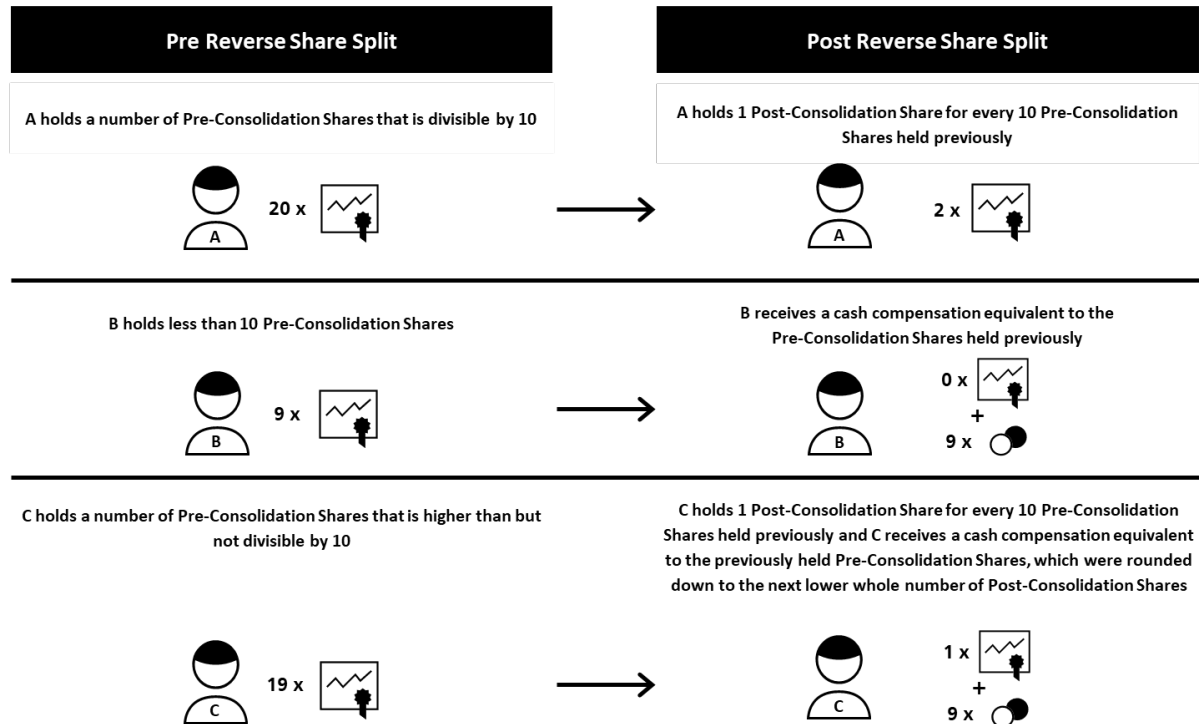 Pre Reverse Share Split
Post Reverse Share Split
A holds a number of Pre-Consolidation Shares that is divisible by 10
A holds 1 Post-Consolidation Share for every 10 Pre-Consolidation
Shares held previously
20 x
A
2 x
A
B holds less than 10 Pre-Consolidation Shares
B receives a cash compensation equivalent to the
Pre-Consolidation Shares held previously
9 x
B
0 x
+
9 x
B
C holds a number of Pre-Consolidation Shares that is higher than but
not divisible by 10
C holds 1 Post-Consolidation Share for every 10 Pre-Consolidation
Shares held previously and C receives a cash compensation equivalent
to the previously held Pre-Consolidation Shares, which were rounded
down to the next lower whole number of Post-Consolidation Shares
19 x
C
1 x
+
9 x
C